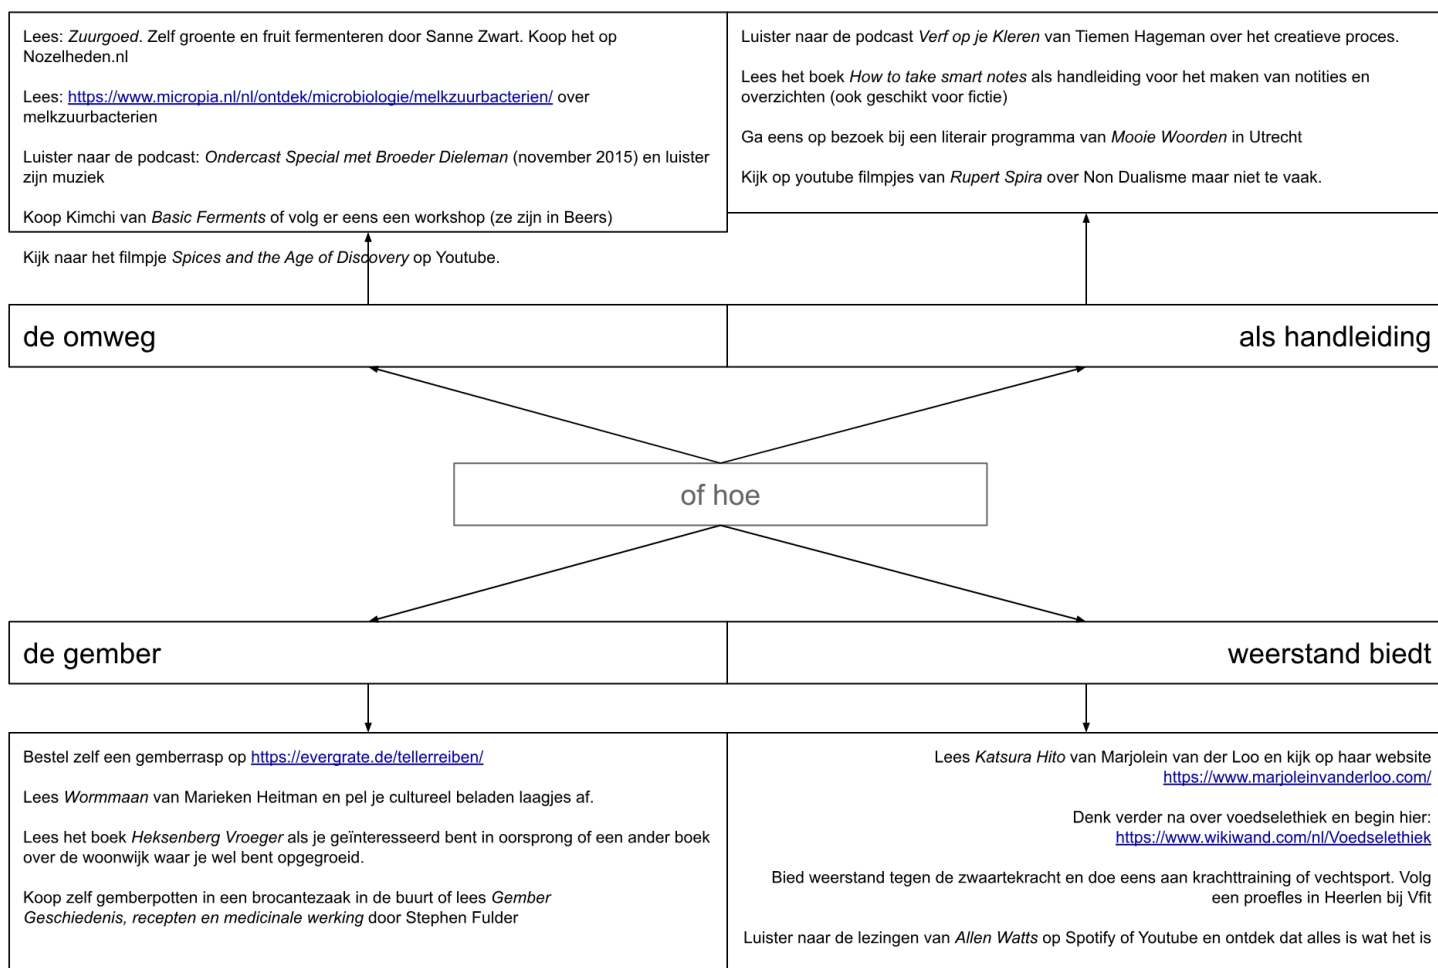 Lees: Zuurgoed. Zelf groente en fruit fermenteren door Sanne Zwart. Koop het op
Nozelheden.nl
Lees: https://www.micropia.nl/nl/ontdek/microbiologie/melkzuurbacterien/ over
melkzuurbacterien
Luister naar de podcast: Ondercast Special met Broeder Dieleman (november 2015) en luister
zijn muziek
Koop Kimchi van Basic Ferments of volg er eens een workshop (ze zijn in Beers)
Kijk naar het filmpje Spices and the Age of Discovery op Youtube.
Luister naar de podcast Verf op je Kleren van Tiemen Hageman over het creatieve proces.
Lees het boek How to take smart notes als handleiding voor het maken van notities en
overzichten (ook geschikt voor fictie)
Ga eens op bezoek bij een literair programma van Mooie Woorden in Utrecht
Kijk op youtube filmpjes van Rupert Spira over Non Dualisme maar niet te vaak.
de omweg
als handleiding
of hoe
de gember
weerstand biedt
Bestel zelf een gemberrasp op https://evergrate.de/tellerreiben/
Lees Wormmaan van Marieken Heitman en pel je cultureel beladen laagjes af.
Lees het boek Heksenberg Vroeger als je geïnteresseerd bent in oorsprong of een ander boek
over de woonwijk waar je wel bent opgegroeid.
Koop zelf gemberpotten in een brocantezaak in de buurt of lees Gember
Geschiedenis, recepten en medicinale werking door Stephen Fulder
Lees Katsura Hito van Marjolein van der Loo en kijk op haar website
https://www.marjoleinvanderloo.com/
Denk verder na over voedselethiek en begin hier:
https://www.wikiwand.com/nl/Voedselethiek
Bied weerstand tegen de zwaartekracht en doe eens aan krachttraining of vechtsport. Volg
een proefles in Heerlen bij Vfit
Luister naar de lezingen van Allen Watts op Spotify of Youtube en ontdek dat alles is wat het is